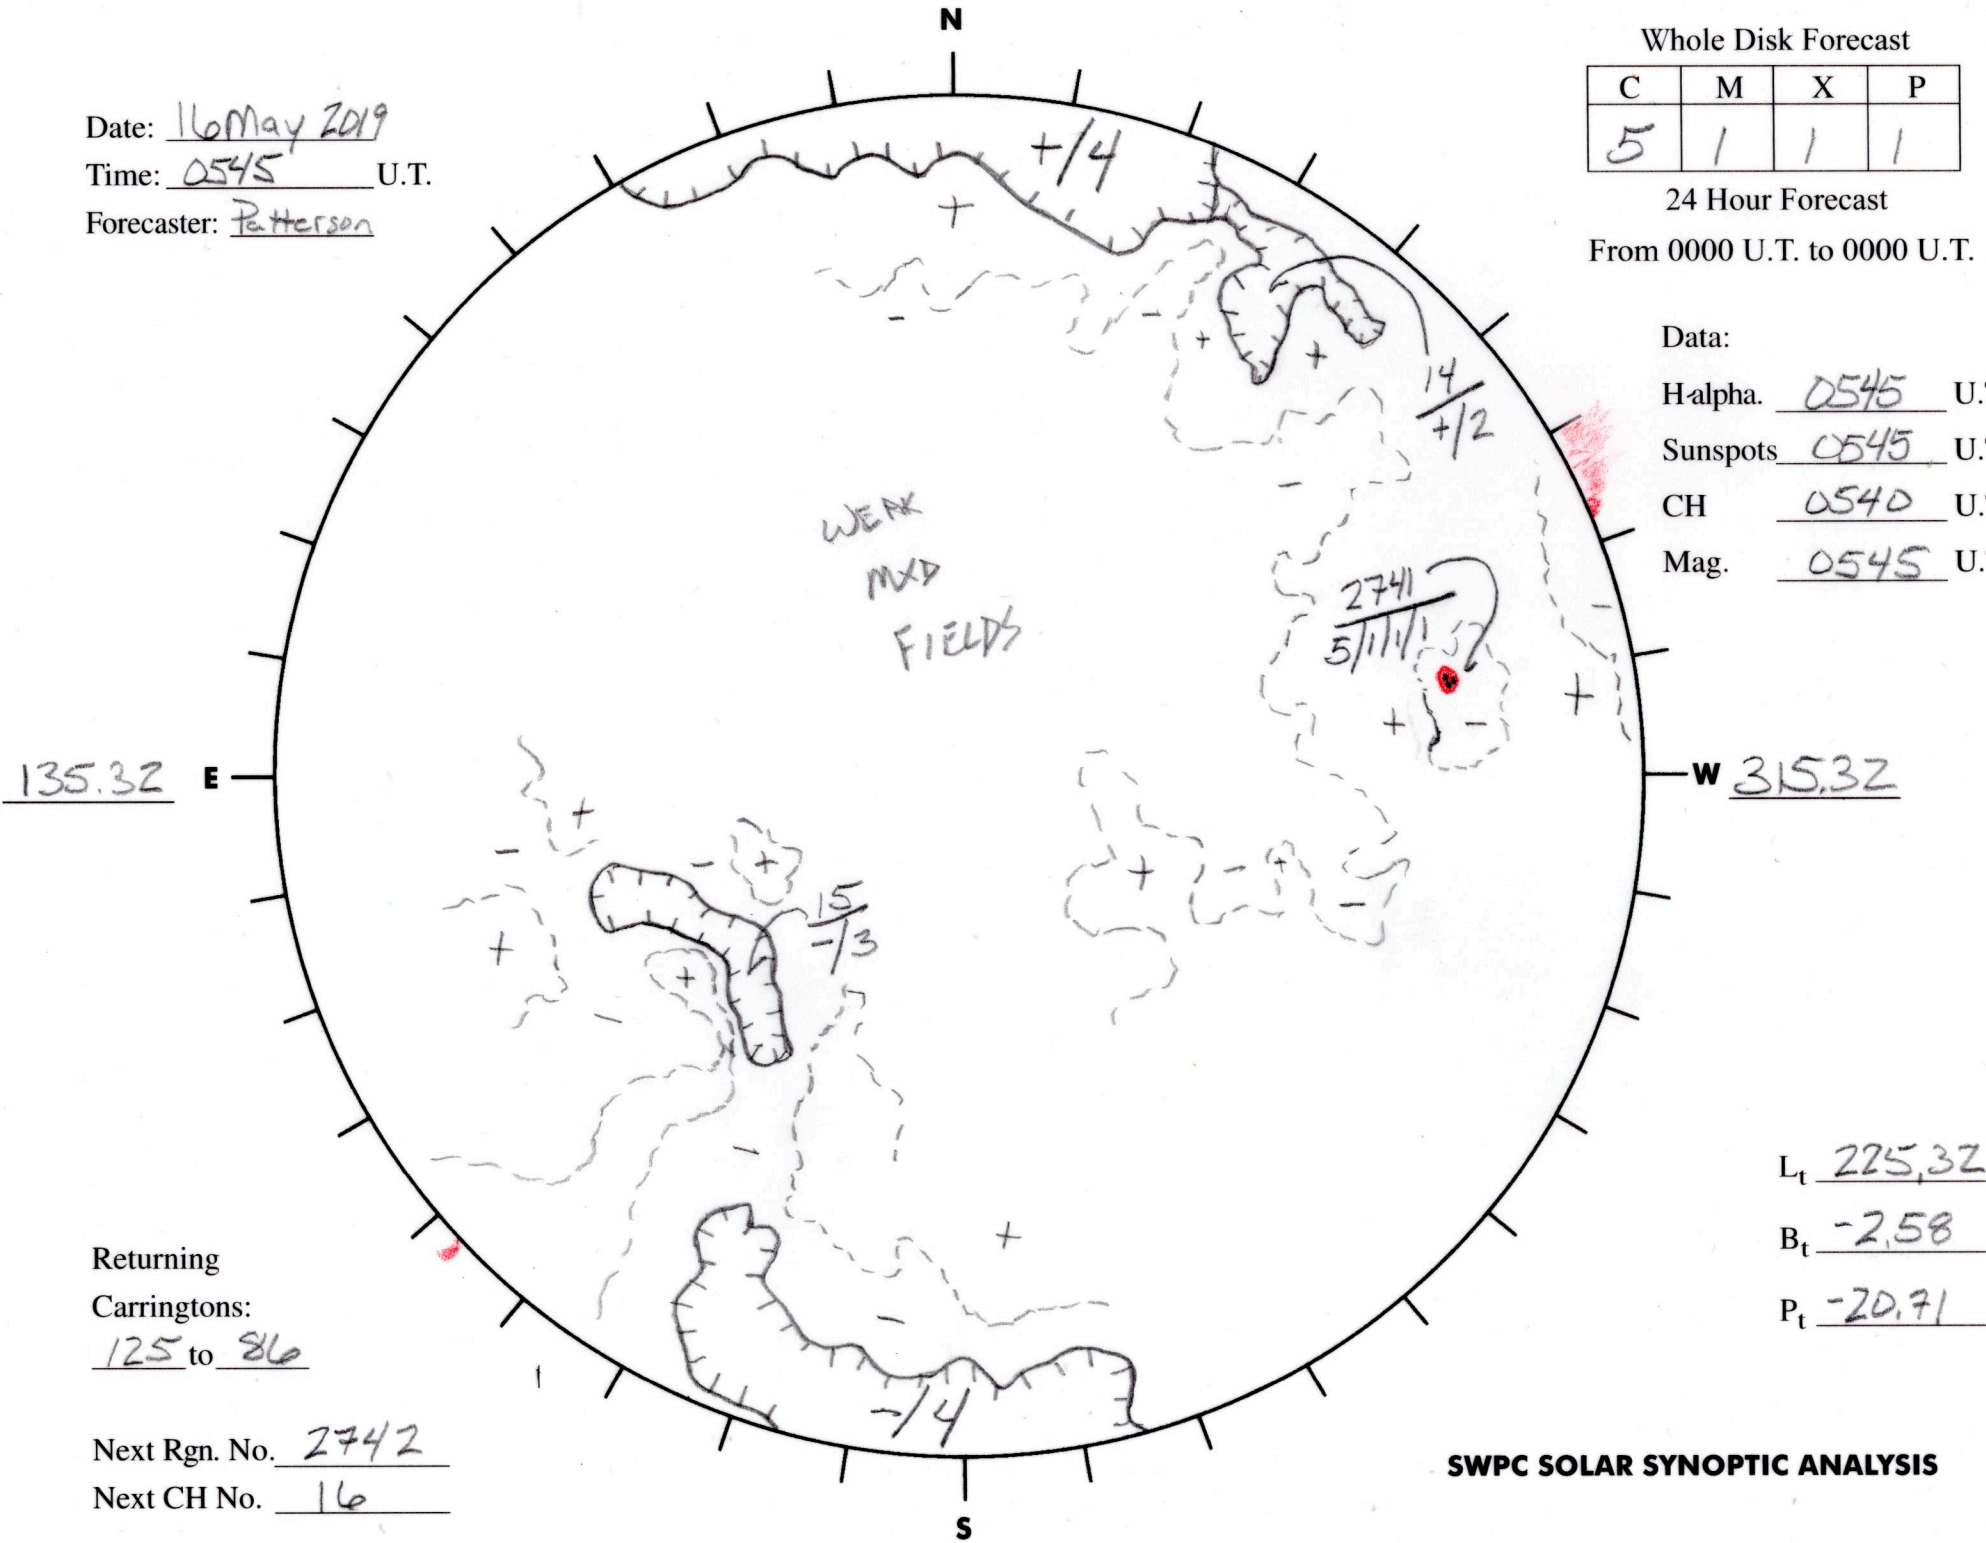 N
Whole Disk Forecast
C M X P
5 1 1 1
24 Hour Forecast
From 0000 U.T. to 0000 U.T.
Date: 16 May 2019
Time: 0545 U.T.
Forecaster: Patterson
+/4
+
-
-
+
+
14
+/2
Data:
H-alpha. 0545 U.
Sunspots 0545 U.
CH 0540 U.
Mag. 0545 U.
-
WEAK
MXD
FIELDS
2741
5/1/1/1
-
+
+ -
135.32 E
W 315.32
+
-
- +
+ - +
-
15
-/3
+
+
-
-
+
-
-/4
Lt 225.32
Bt -2.58
Pt -20.71
Returning
Carringtons:
125 to 86
Next Rgn. No. 2742
Next CH No. 16
SWPC SOLAR SYNOPTIC ANALYSIS
S